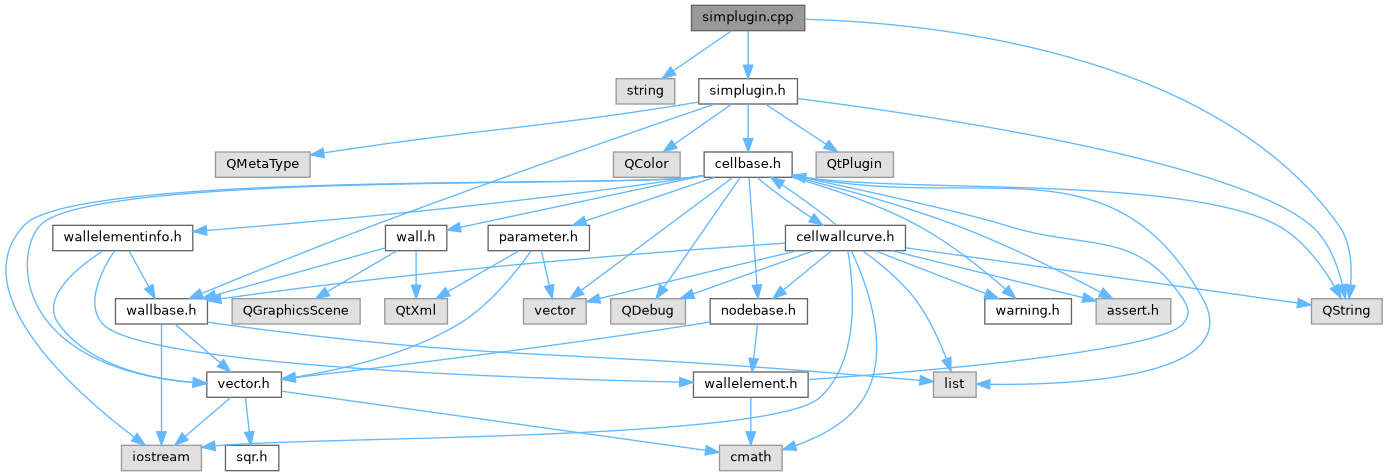 simplugin.cpp
string
simplugin.h
QMetaType
QColor
cellbase.h
QtPlugin
wallelementinfo.h
wall.h
parameter.h
cellwallcurve.h
wallbase.h
QGraphicsScene
QtXml
vector
QDebug
nodebase.h
warning.h
assert.h
QString
vector.h
wallelement.h
list
iostream
sqr.h
cmath